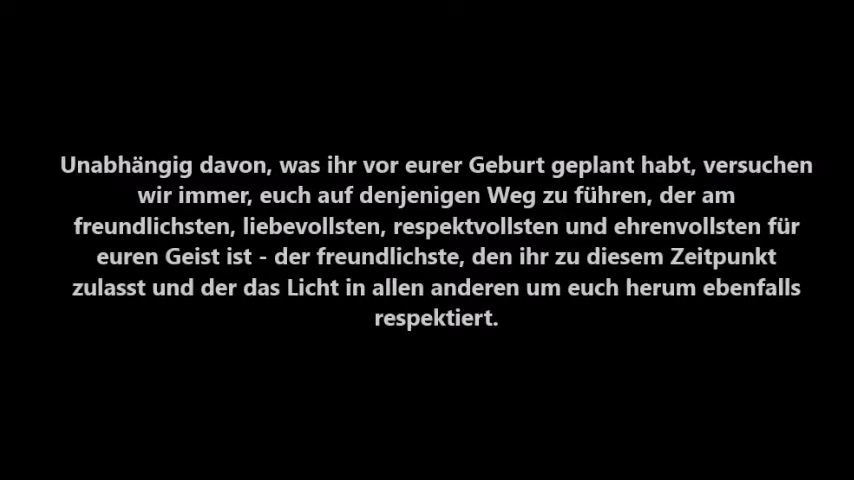 Unabhängig davon, was ihr vor eurer Geburt geplant habt, versuchen
wir immer, euch auf denjenigen Weg zu führen, der am
freundlichsten, liebevollsten, respektvollsten und ehrenvollsten für
euren Geist ist - der freundlichste, den ihr zu diesem Zeitpunkt
zulasst und der das Licht in allen anderen um euch herum ebenfalls
respektiert.